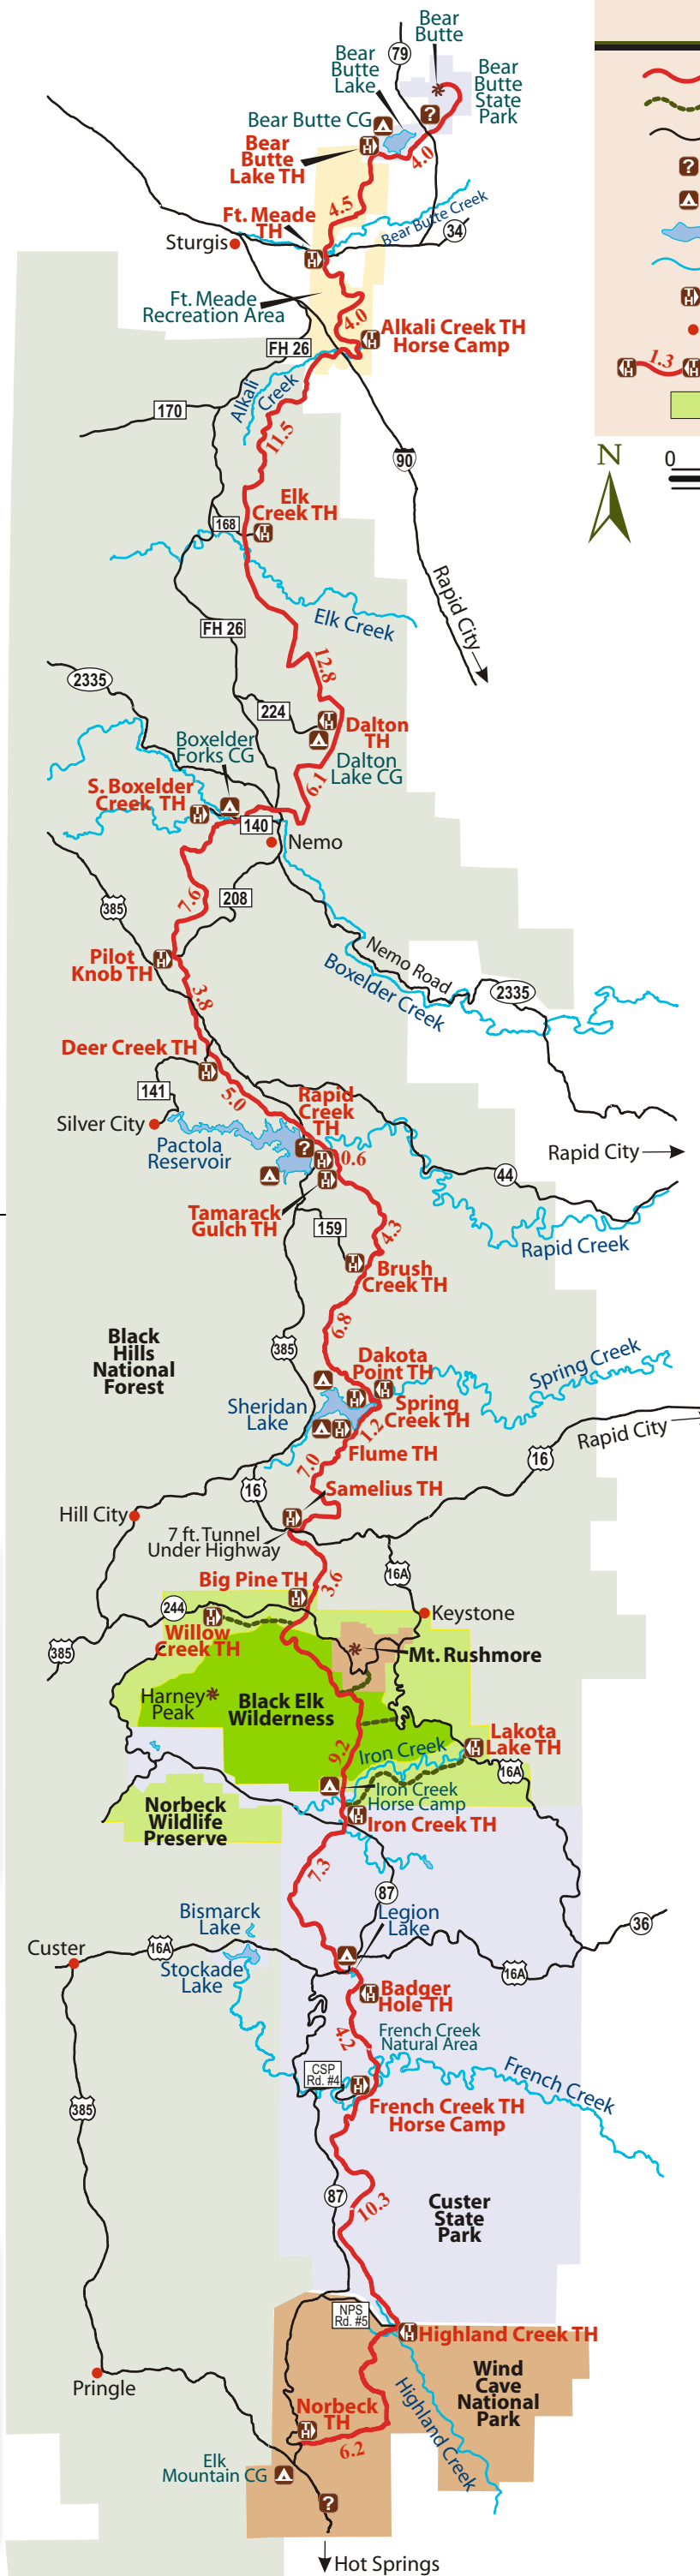 Bear
Butte
79
Bear
Butte
Lake
Bear
Butte
State
Park
?
Bear Butte CG
Bear
Butte
Lake TH
4.0
4.5
Ft. Meade
TH
Bear Butte Creek
34
Sturgis
Ft. Meade
Recreation Area
4.0
Alkali Creek TH
Horse Camp
FH 26
Alkali
Creek
170
11.5
90
Elk
Creek TH
168
Rapid City
Elk Creek
FH 26
12.8
2335
224
Dalton
TH
Boxelder
Forks CG
Dalton
Lake CG
6.1
S. Boxelder
Creek TH
140
Nemo
7.6
208
385
Pilot
Knob TH
Nemo Road
Boxelder Creek
2335
3.8
Deer Creek TH
141
5.0
Rapid
Creek
TH
Silver City
Pactola
Reservoir
?
0.6
Rapid City
44
Tamarack
Gulch TH
159
4.3
Rapid Creek
Brush
Creek TH
6.8
Black
Hills
National
Forest
385
Dakota
Point TH
Spring Creek
Sheridan
Lake
Spring
Creek TH
1.2
Rapid City
Flume TH
16
7.0
16
Samelius TH
Hill City
7 ft. Tunnel
Under Highway
3.6
16A
Big Pine TH
244
Keystone
Willow
Creek TH
385
Mt. Rushmore
Harney
Peak
Black Elk
Wilderness
Lakota
Lake TH
9.2
Iron Creek
16A
Iron Creek
Horse Camp
Norbeck
Wildlife
Preserve
Iron Creek TH
7.3
87
Bismarck
Lake
Legion
Lake
36
Custer
16A
Stockade
Lake
16A
Badger
Hole TH
4.2
French Creek
Natural Area
CSP
Rd. #4
French Creek
385
French Creek TH
Horse Camp
87
10.3
Custer
State
Park
NPS
Rd. #5
Highland Creek TH
Wind
Cave
National
Park
Pringle
Highland Creek
Norbeck
TH
6.2
Elk
Mountain CG
?
Hot Springs
?
1.3
N
0